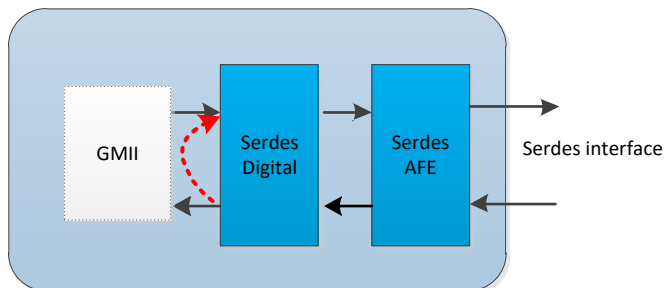 GMII
Serdes
Digital
Serdes
AFE
Serdes interface